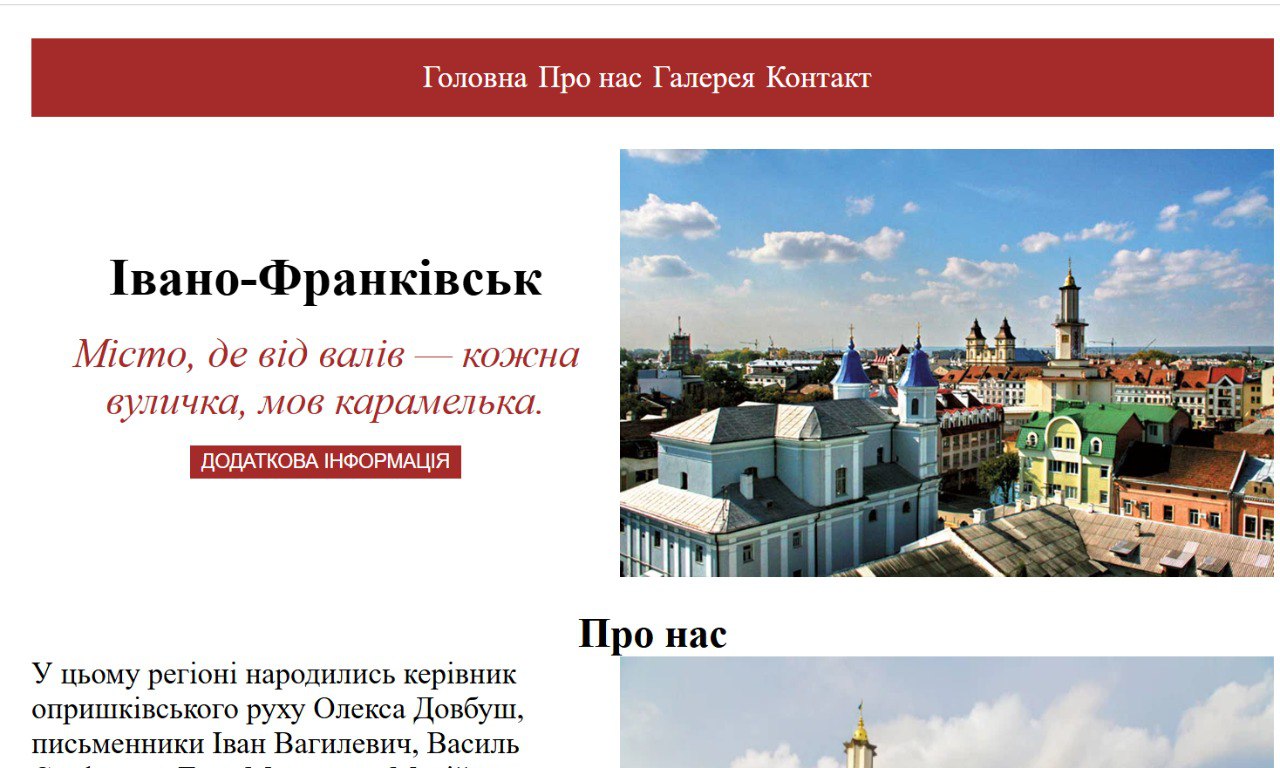 Головна Про нас Галерея Контакт
Івано-Франківськ
Місто, де від валів — кожна
вуличка, мов карамелька.
ДОДАТКОВА ІНФОРМАЦІЯ
Про нас
У цьому регіоні народились керівник
опришківського руху Олекса Довбуш,
письменники Іван Вагилевич, Василь